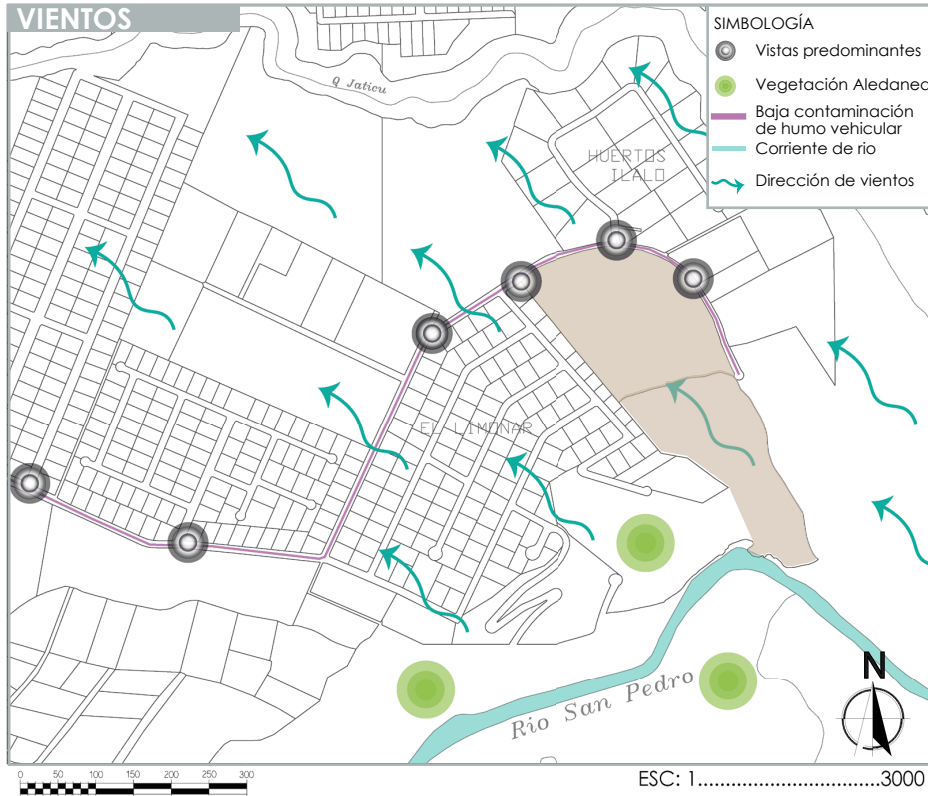 VIENTOS
SIMBOLOGÍA
Vistas predominantes
Vegetación Aledanea
Baja contaminación
de humo vehicular
Corriente de rio
Dirección de vientos
Q Jaticu
HUERTOS
ILALO
EL LIMONAR
Rio San Pedro
N
0 50 100 150 200 250 300
ESC: 1................................3000